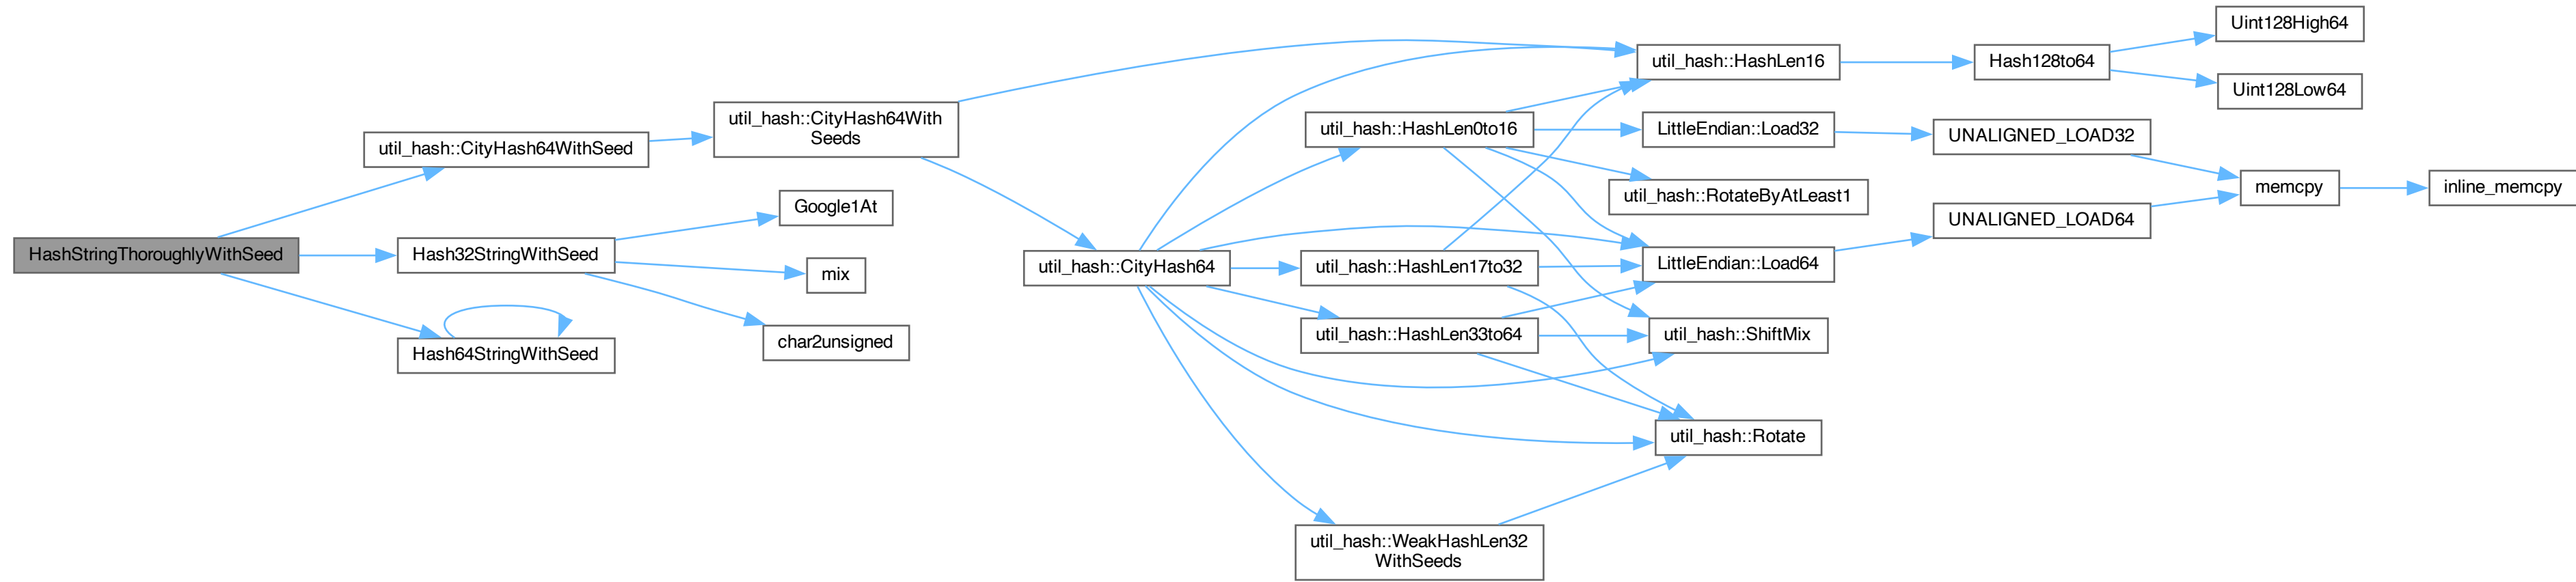 HashStringThoroughlyWithSeed
util_hash::CityHash64WithSeed
Hash32StringWithSeed
Hash64StringWithSeed
util_hash::CityHash64With
Seeds
Google1At
mix
char2unsigned
util_hash::CityHash64
util_hash::HashLen0to16
util_hash::HashLen17to32
util_hash::HashLen33to64
util_hash::WeakHashLen32
WithSeeds
util_hash::HashLen16
LittleEndian::Load32
util_hash::RotateByAtLeast1
LittleEndian::Load64
util_hash::ShiftMix
util_hash::Rotate
Hash128to64
UNALIGNED_LOAD32
UNALIGNED_LOAD64
Uint128High64
Uint128Low64
memcpy
inline_memcpy